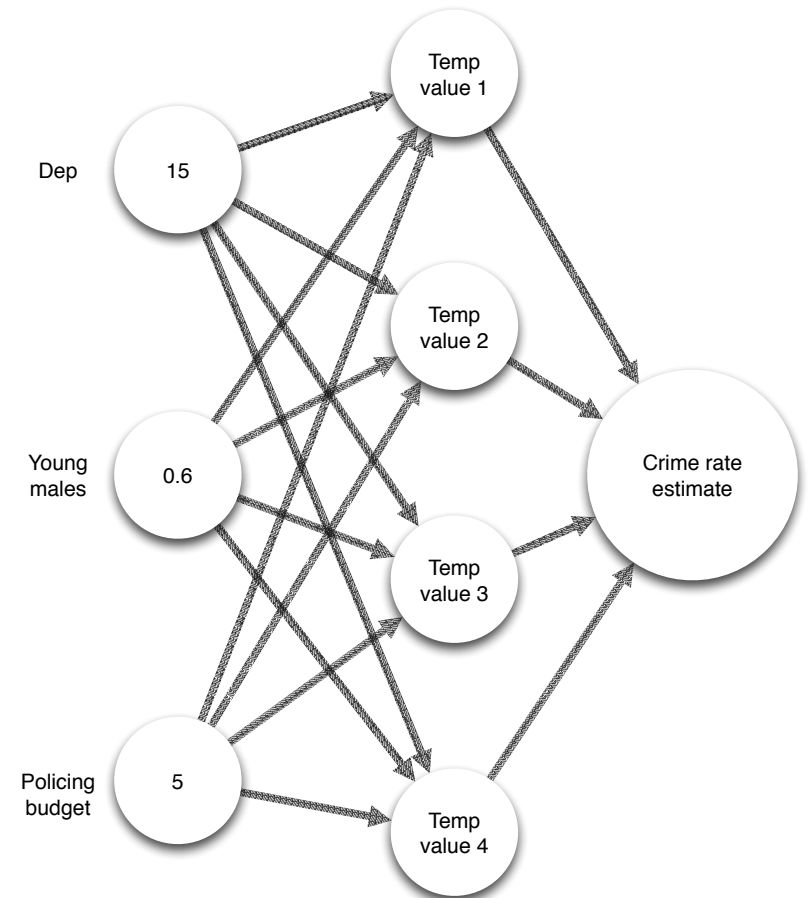 Temp
value 1
Dep
15
Temp
value 2
Young
males
0.6
Crime rate
estimate
Temp
value 3
Policing
budget
5
Temp
value 4